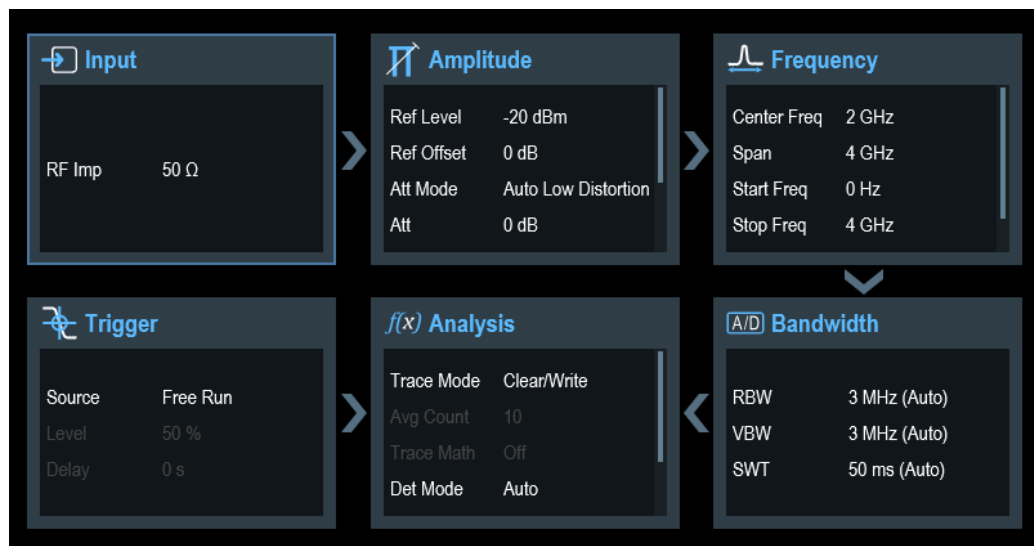 Input
RF Imp 50 Ω
Amplitude
Ref Level -20 dBm
Ref Offset 0 dB
Att Mode Auto Low Distortion
Att 0 dB
Frequency
Center Freq 2 GHz
Span 4 GHz
Start Freq 0 Hz
Stop Freq 4 GHz
Trigger
Source Free Run
Level 50 %
Delay 0 s
f(x) Analysis
Trace Mode Clear/Write
Avg Count 10
Trace Math Off
Det Mode Auto
A/D Bandwidth
RBW 3 MHz (Auto)
VBW 3 MHz (Auto)
SWT 50 ms (Auto)